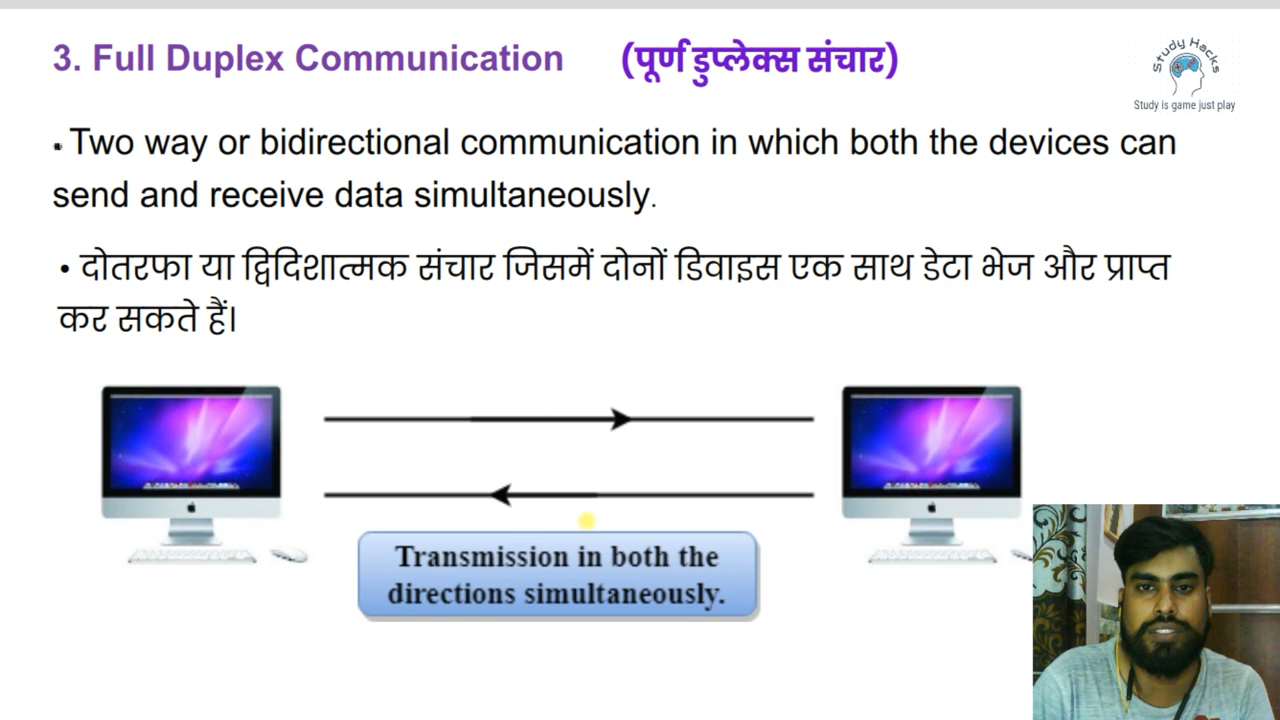 3. Full Duplex Communication (पूर्ण डुप्लेक्स संचार)
Study Hacks
Study is game just play
Two way or bidirectional communication in which both the devices can
send and receive data simultaneously.
• दोतरफा या द्विदिशात्मक संचार जिसमें दोनों डिवाइस एक साथ डेटा भेज और प्राप्त
कर सकते हैं।
Transmission in both the
directions simultaneously.